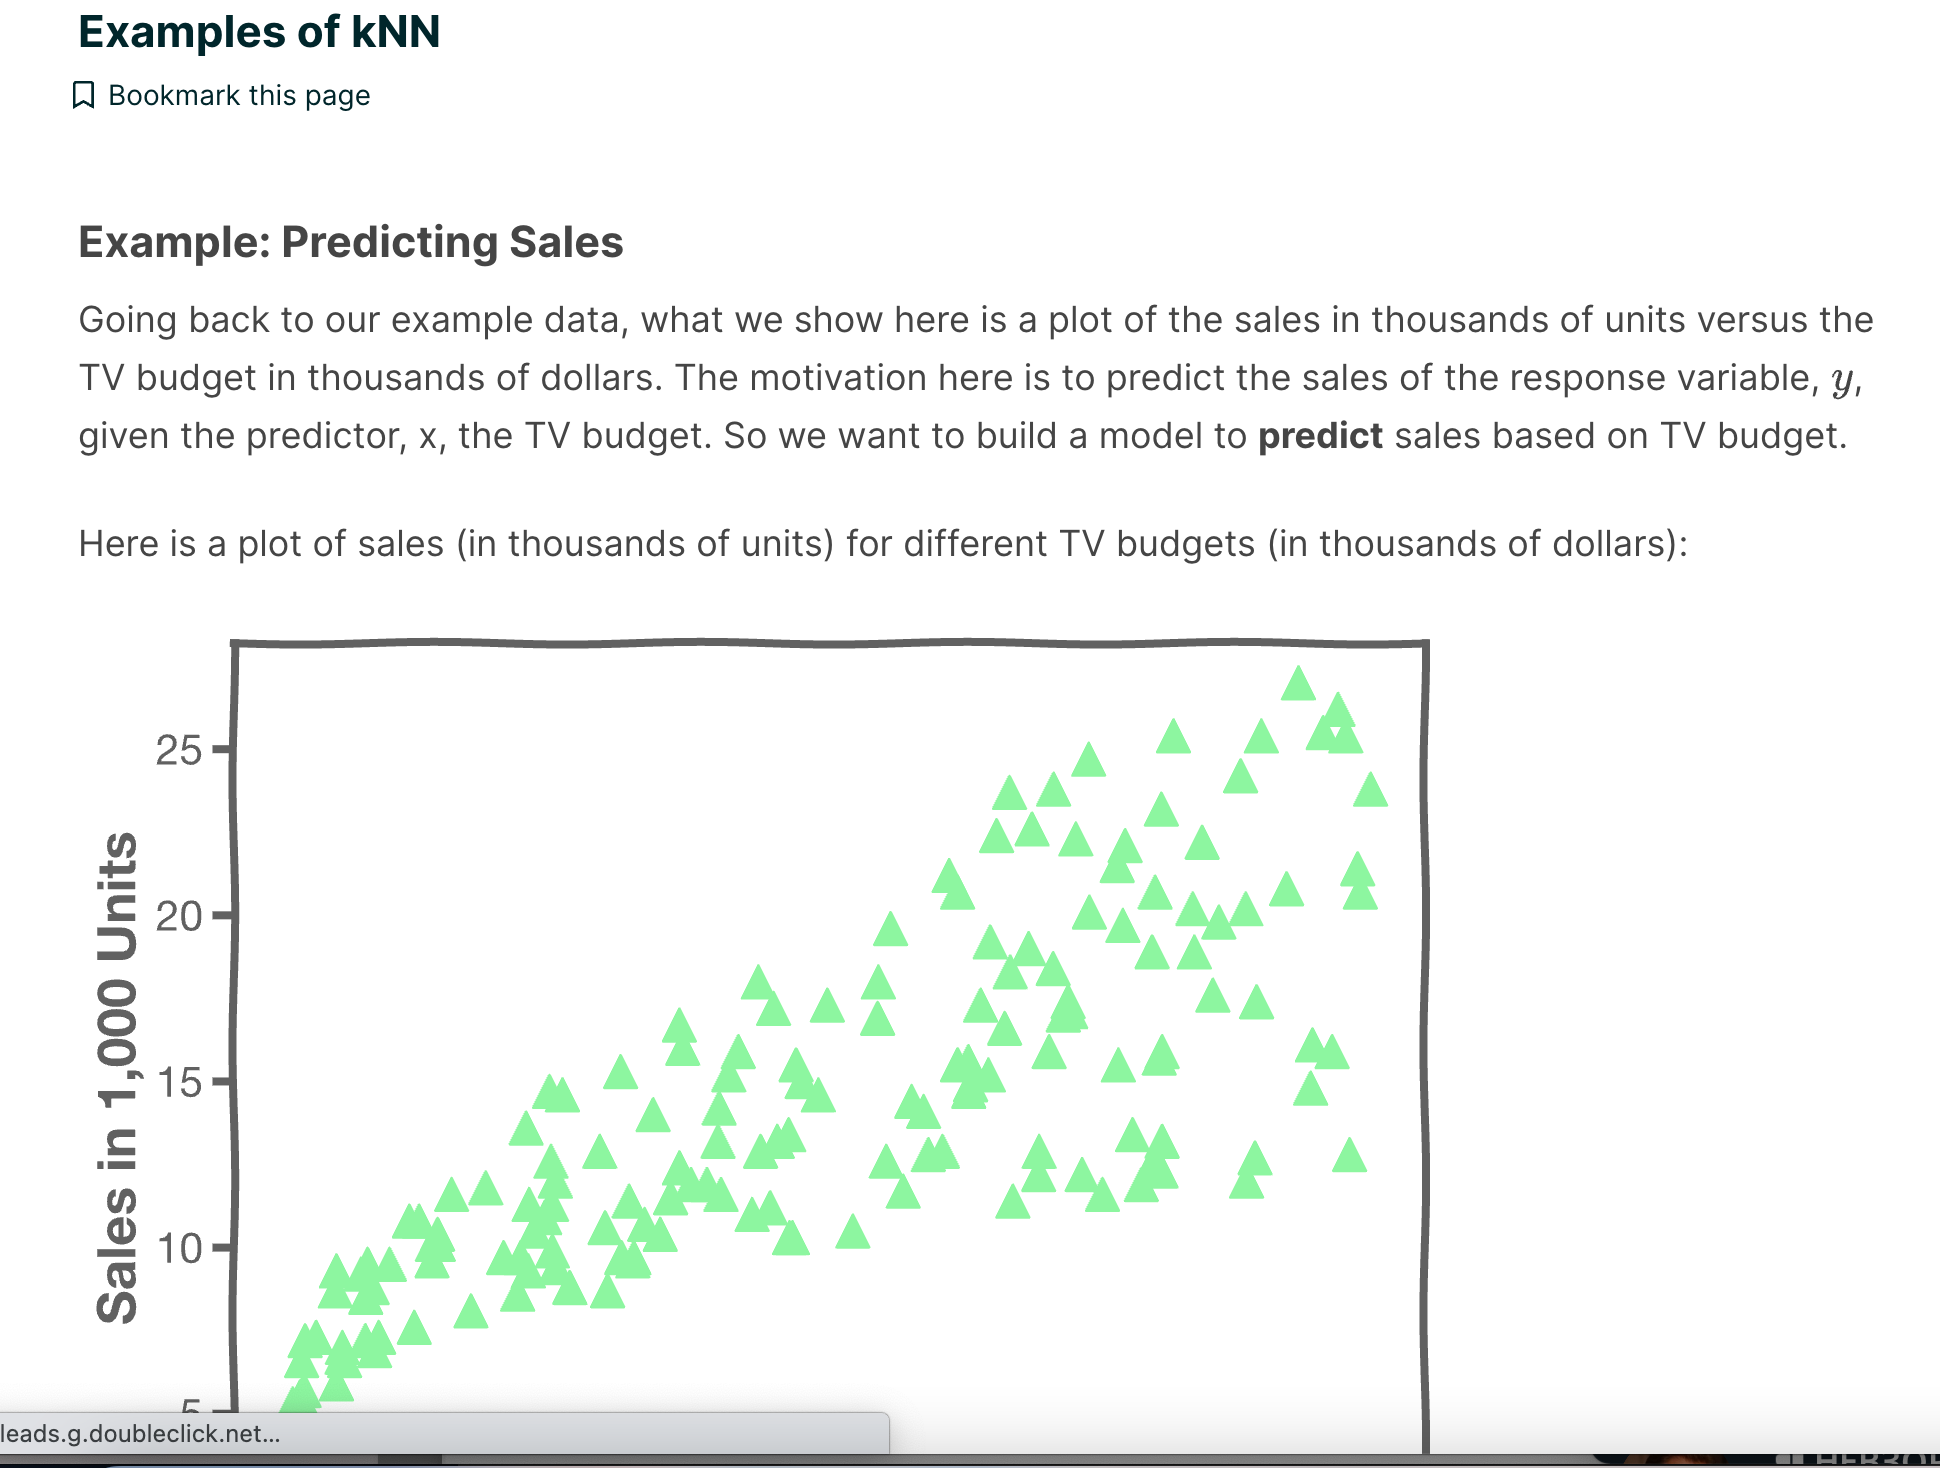 Examples of kNN
Bookmark this page
Example: Predicting Sales
Going back to our example data, what we show here is a plot of the sales in thousands of units versus the
TV budget in thousands of dollars. The motivation here is to predict the sales of the response variable, y,
given the predictor, x, the TV budget. So we want to build a model to predict sales based on TV budget.
Here is a plot of sales (in thousands of units) for different TV budgets (in thousands of dollars):
Sales in 1,000 Units
25
20
15
10
5
leads.g.doubleclick.net...